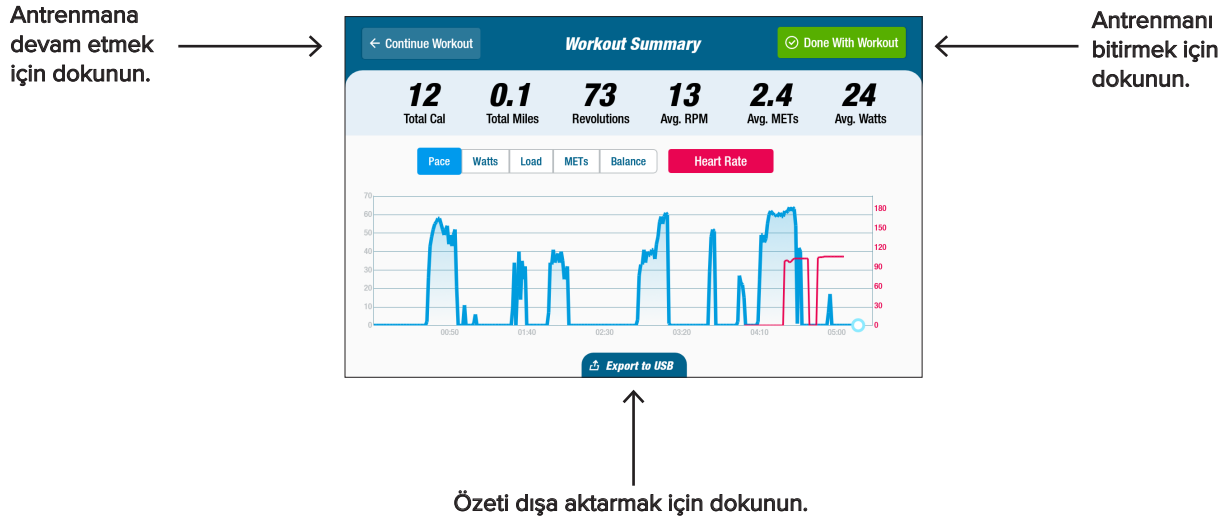 Antrenmana
devam etmek
için dokunun.
Continue Workout
Workout Summary
Done With Workout
Antrenmanı
bitirmek için
dokunun.
12 0.1 73 13 2.4 24
Total Cal Total Miles Revolutions Avg. RPM Avg. METs Avg. Watts
Pace Watts Load METs Balance Heart Rate
70
60
50
40
30
20
10
0
180
150
120
90
60
30
0
00:50 01:40 02:30 03:20 04:10 05:00
Export to USB
Özeti dışa aktarmak için dokunun.